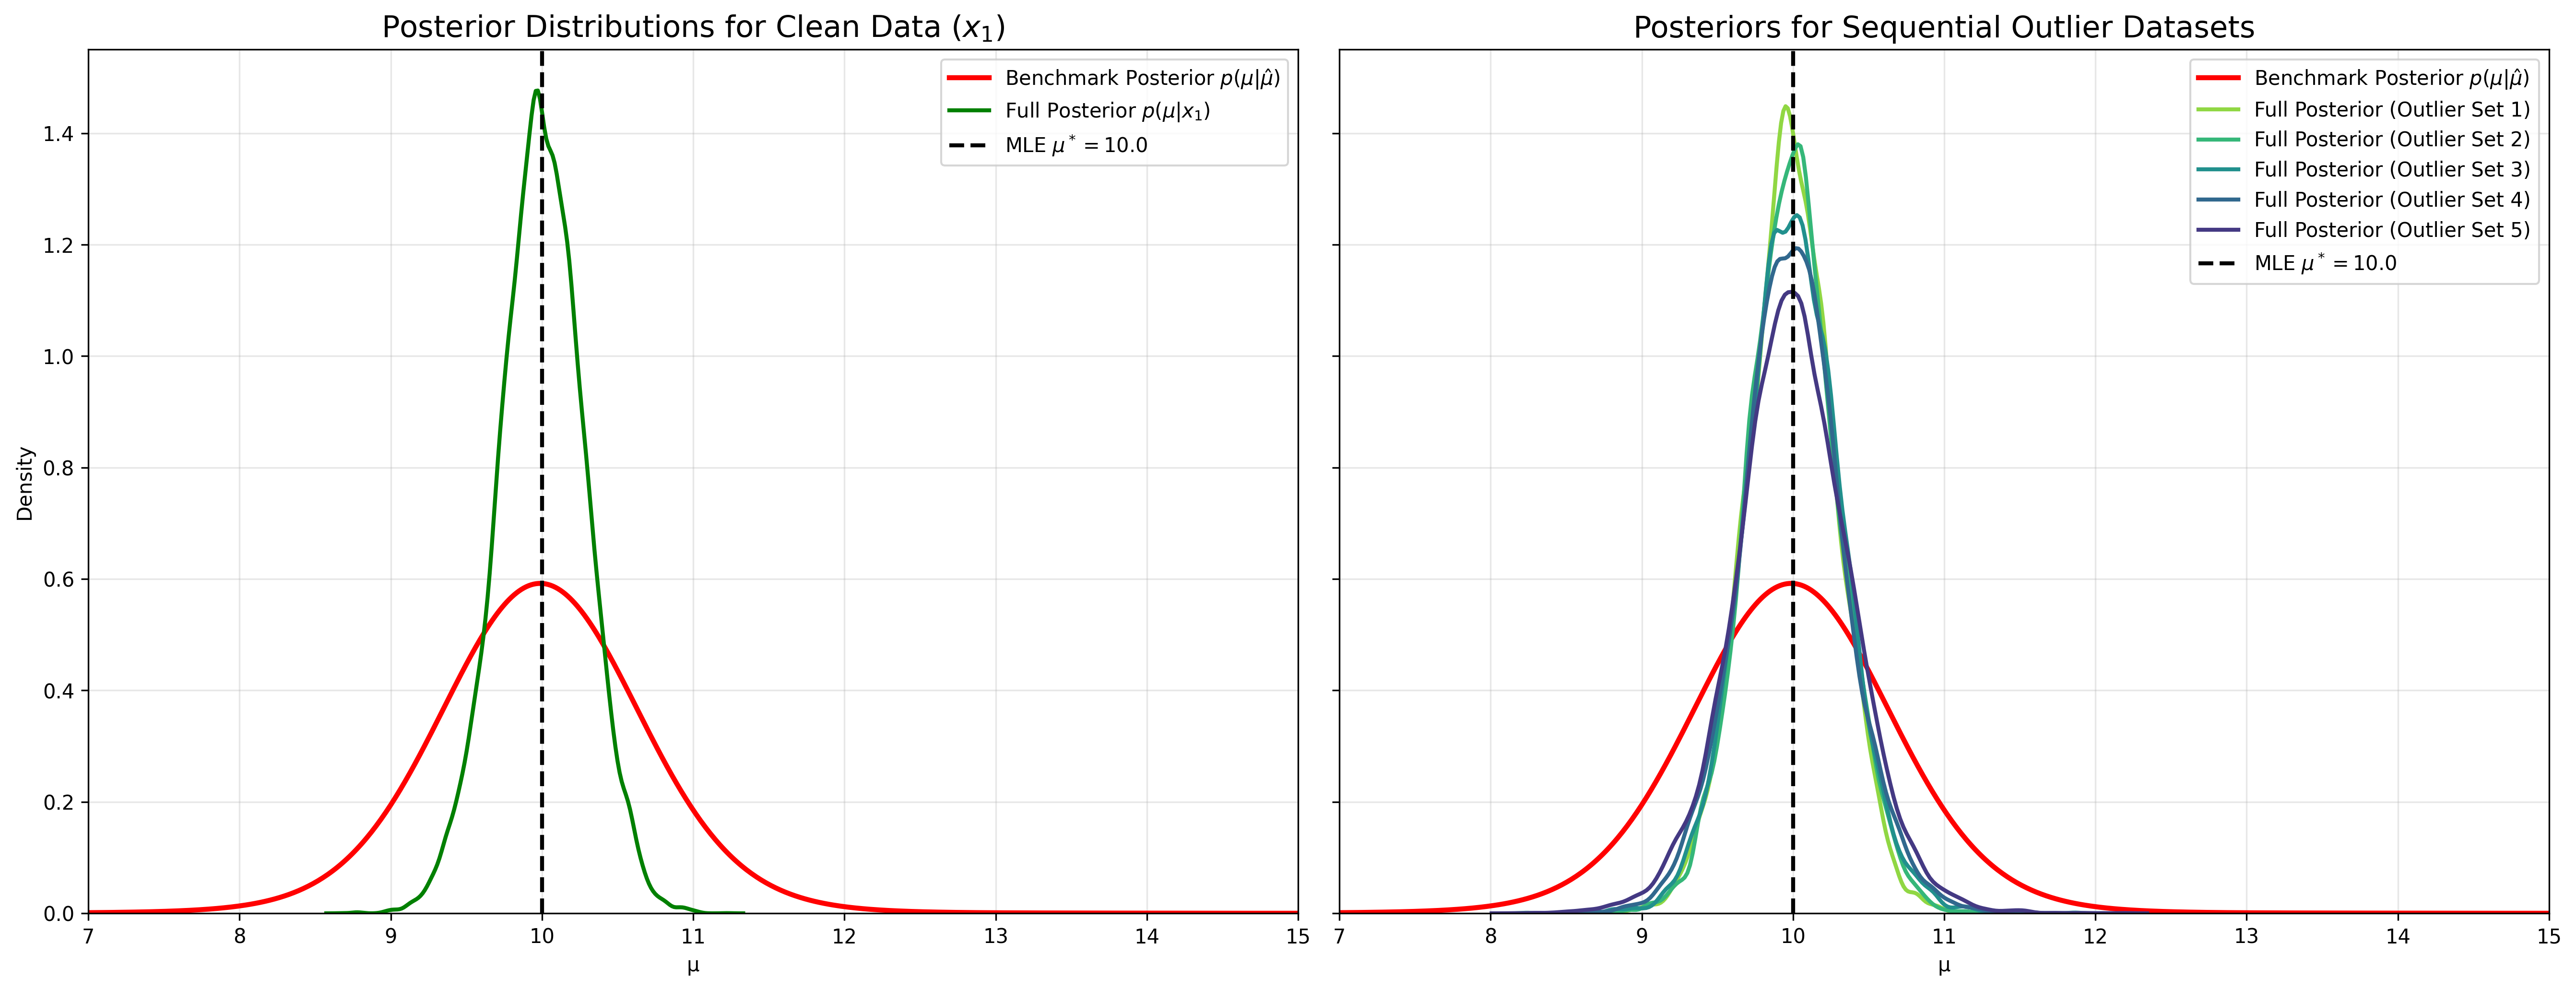 Posterior Distributions for Clean Data (x₁)
Benchmark Posterior p(μ|μ̂)
Full Posterior p(μ|x₁)
MLE μ* = 10.0
1.4
1.2
1.0
0.8
0.6
0.4
0.2
0.0
Density
7 8 9 10 11 12 13 14 15
μ
Posteriors for Sequential Outlier Datasets
Benchmark Posterior p(μ|μ̂)
Full Posterior (Outlier Set 1)
Full Posterior (Outlier Set 2)
Full Posterior (Outlier Set 3)
Full Posterior (Outlier Set 4)
Full Posterior (Outlier Set 5)
MLE μ* = 10.0
7 8 9 10 11 12 13 14 15
μ